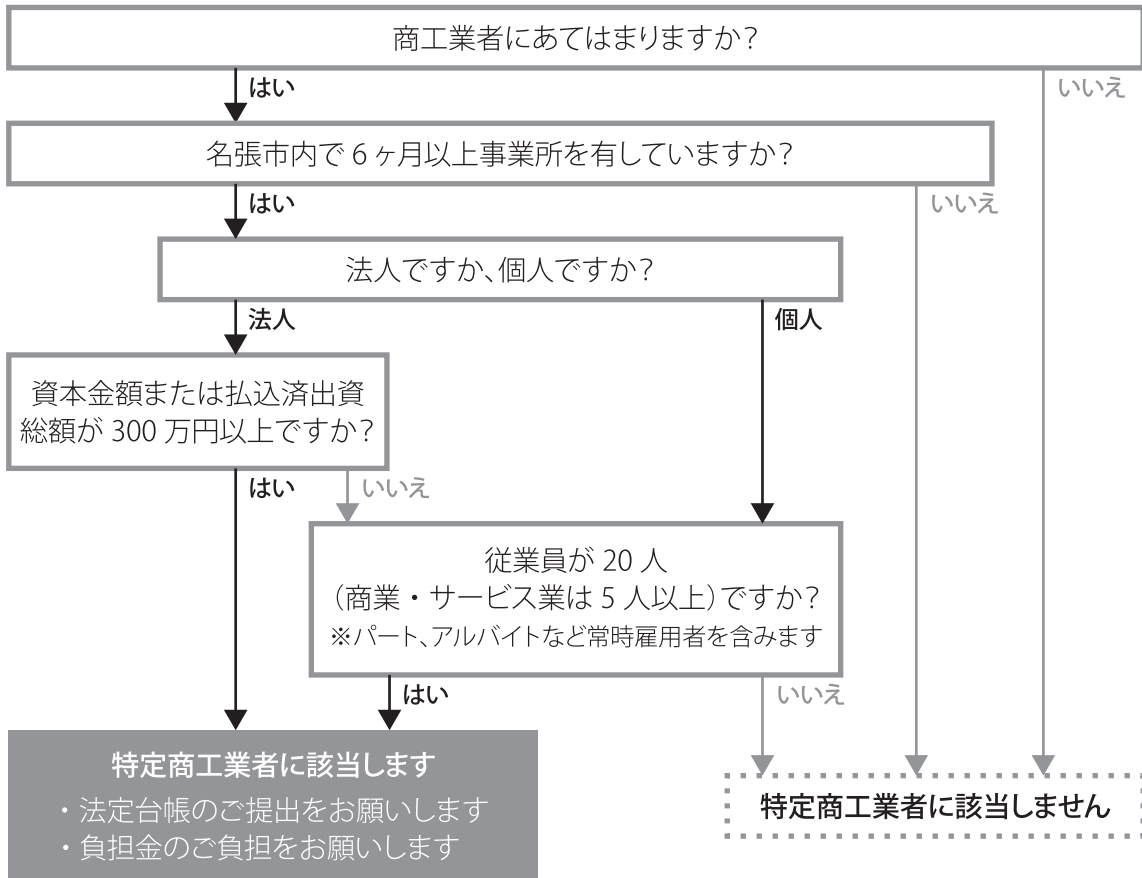 商工業者にあてはまりますか?
はい
いいえ
名張市内で6ヶ月以上事業所を有していますか?
はい
いいえ
法人ですか、個人ですか?
法人
個人
資本金額または払込済出資
総額が 300 万円以上ですか?
はい
いいえ
従業員が 20 人
(商業・サービス業は 5 人以上)ですか?
※パート、アルバイトなど常時雇用者を含みます
はい
いいえ
特定商工業者に該当します
・法定台帳のご提出をお願いします
・負担金のご負担をお願いします
特定商工業者に該当しません